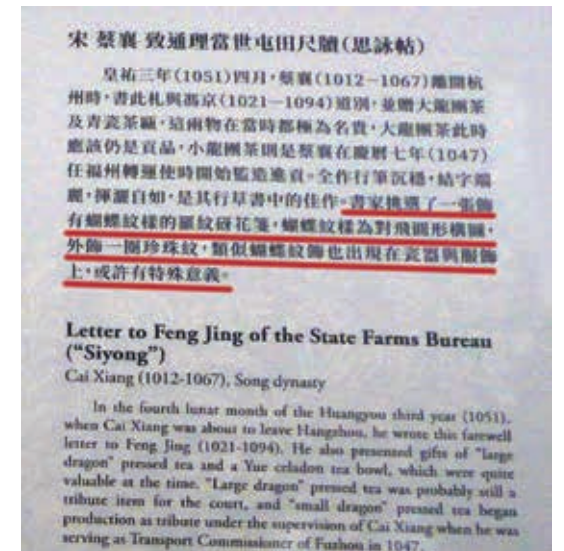 宋 蔡襄 致通理當世屯田尺牘(思詠帖)
皇祐三年(1051)四月,蔡襄(1012-1067)離開杭
州時,書此札與馮京(1021-1094)道別,並贈大龍團茶
及青瓷茶甌,這兩物在當時都極為名貴,大龍團茶此時
應該仍是貢品,小龍團茶則是蔡襄在慶曆七年(1047)
任福州轉運使時開始監造進貢。全作行筆沉穩,結字端
麗,揮灑自如,是其行草書中的佳作。書家挑選了一張飾
有蝴蝶紋樣的羅紋砑花箋,蝴蝶紋樣為對飛圓形構圖,
外飾一圈珍珠紋,類似蝴蝶紋飾也出現在瓷器與服飾
上,或許有特殊意義。
Letter to Feng Jing of the State Farms Bureau
("Siyong")
Cai Xiang (1012-1067), Song dynasty
In the fourth lunar month of the Huangyou third year (1051),
when Cai Xiang was about to leave Hangzhou, he wrote this farewell
letter to Feng Jing (1021-1094). He also presented gifts of "large
dragon" pressed tea and a Yue celadon tea bowl, which were quite
valuable at the time. "Large dragon" pressed tea was probably still a
tribute item for the court, and "small dragon" pressed tea began
production as tribute under the supervision of Cai Xiang when he was
serving as Transport Commissioner of Fuzhou in 1047.